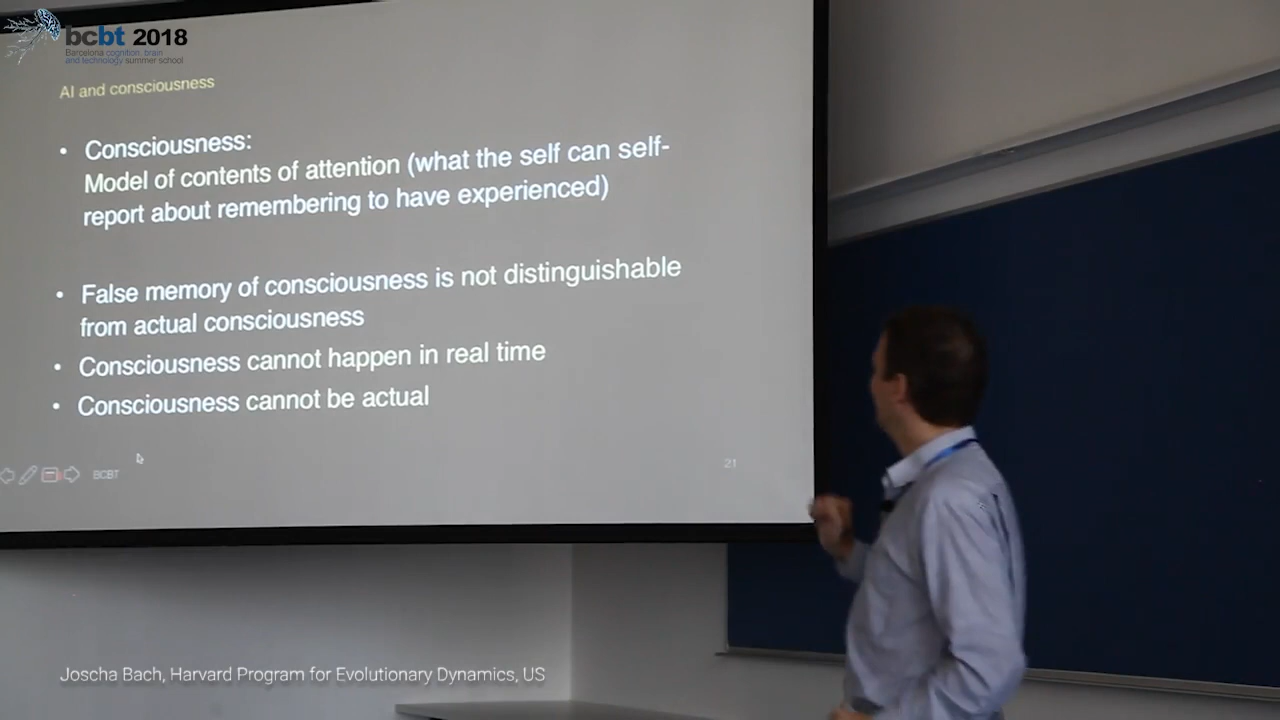 bcbt 2018
Barcelona cognition, brain
and technology summer school
AI and consciousness
• Consciousness:
Model of contents of attention (what the self can self-
report about remembering to have experienced)
• False memory of consciousness is not distinguishable
from actual consciousness
• Consciousness cannot happen in real time
• Consciousness cannot be actual
BCBT
21
Joscha Bach, Harvard Program for Evolutionary Dynamics, US